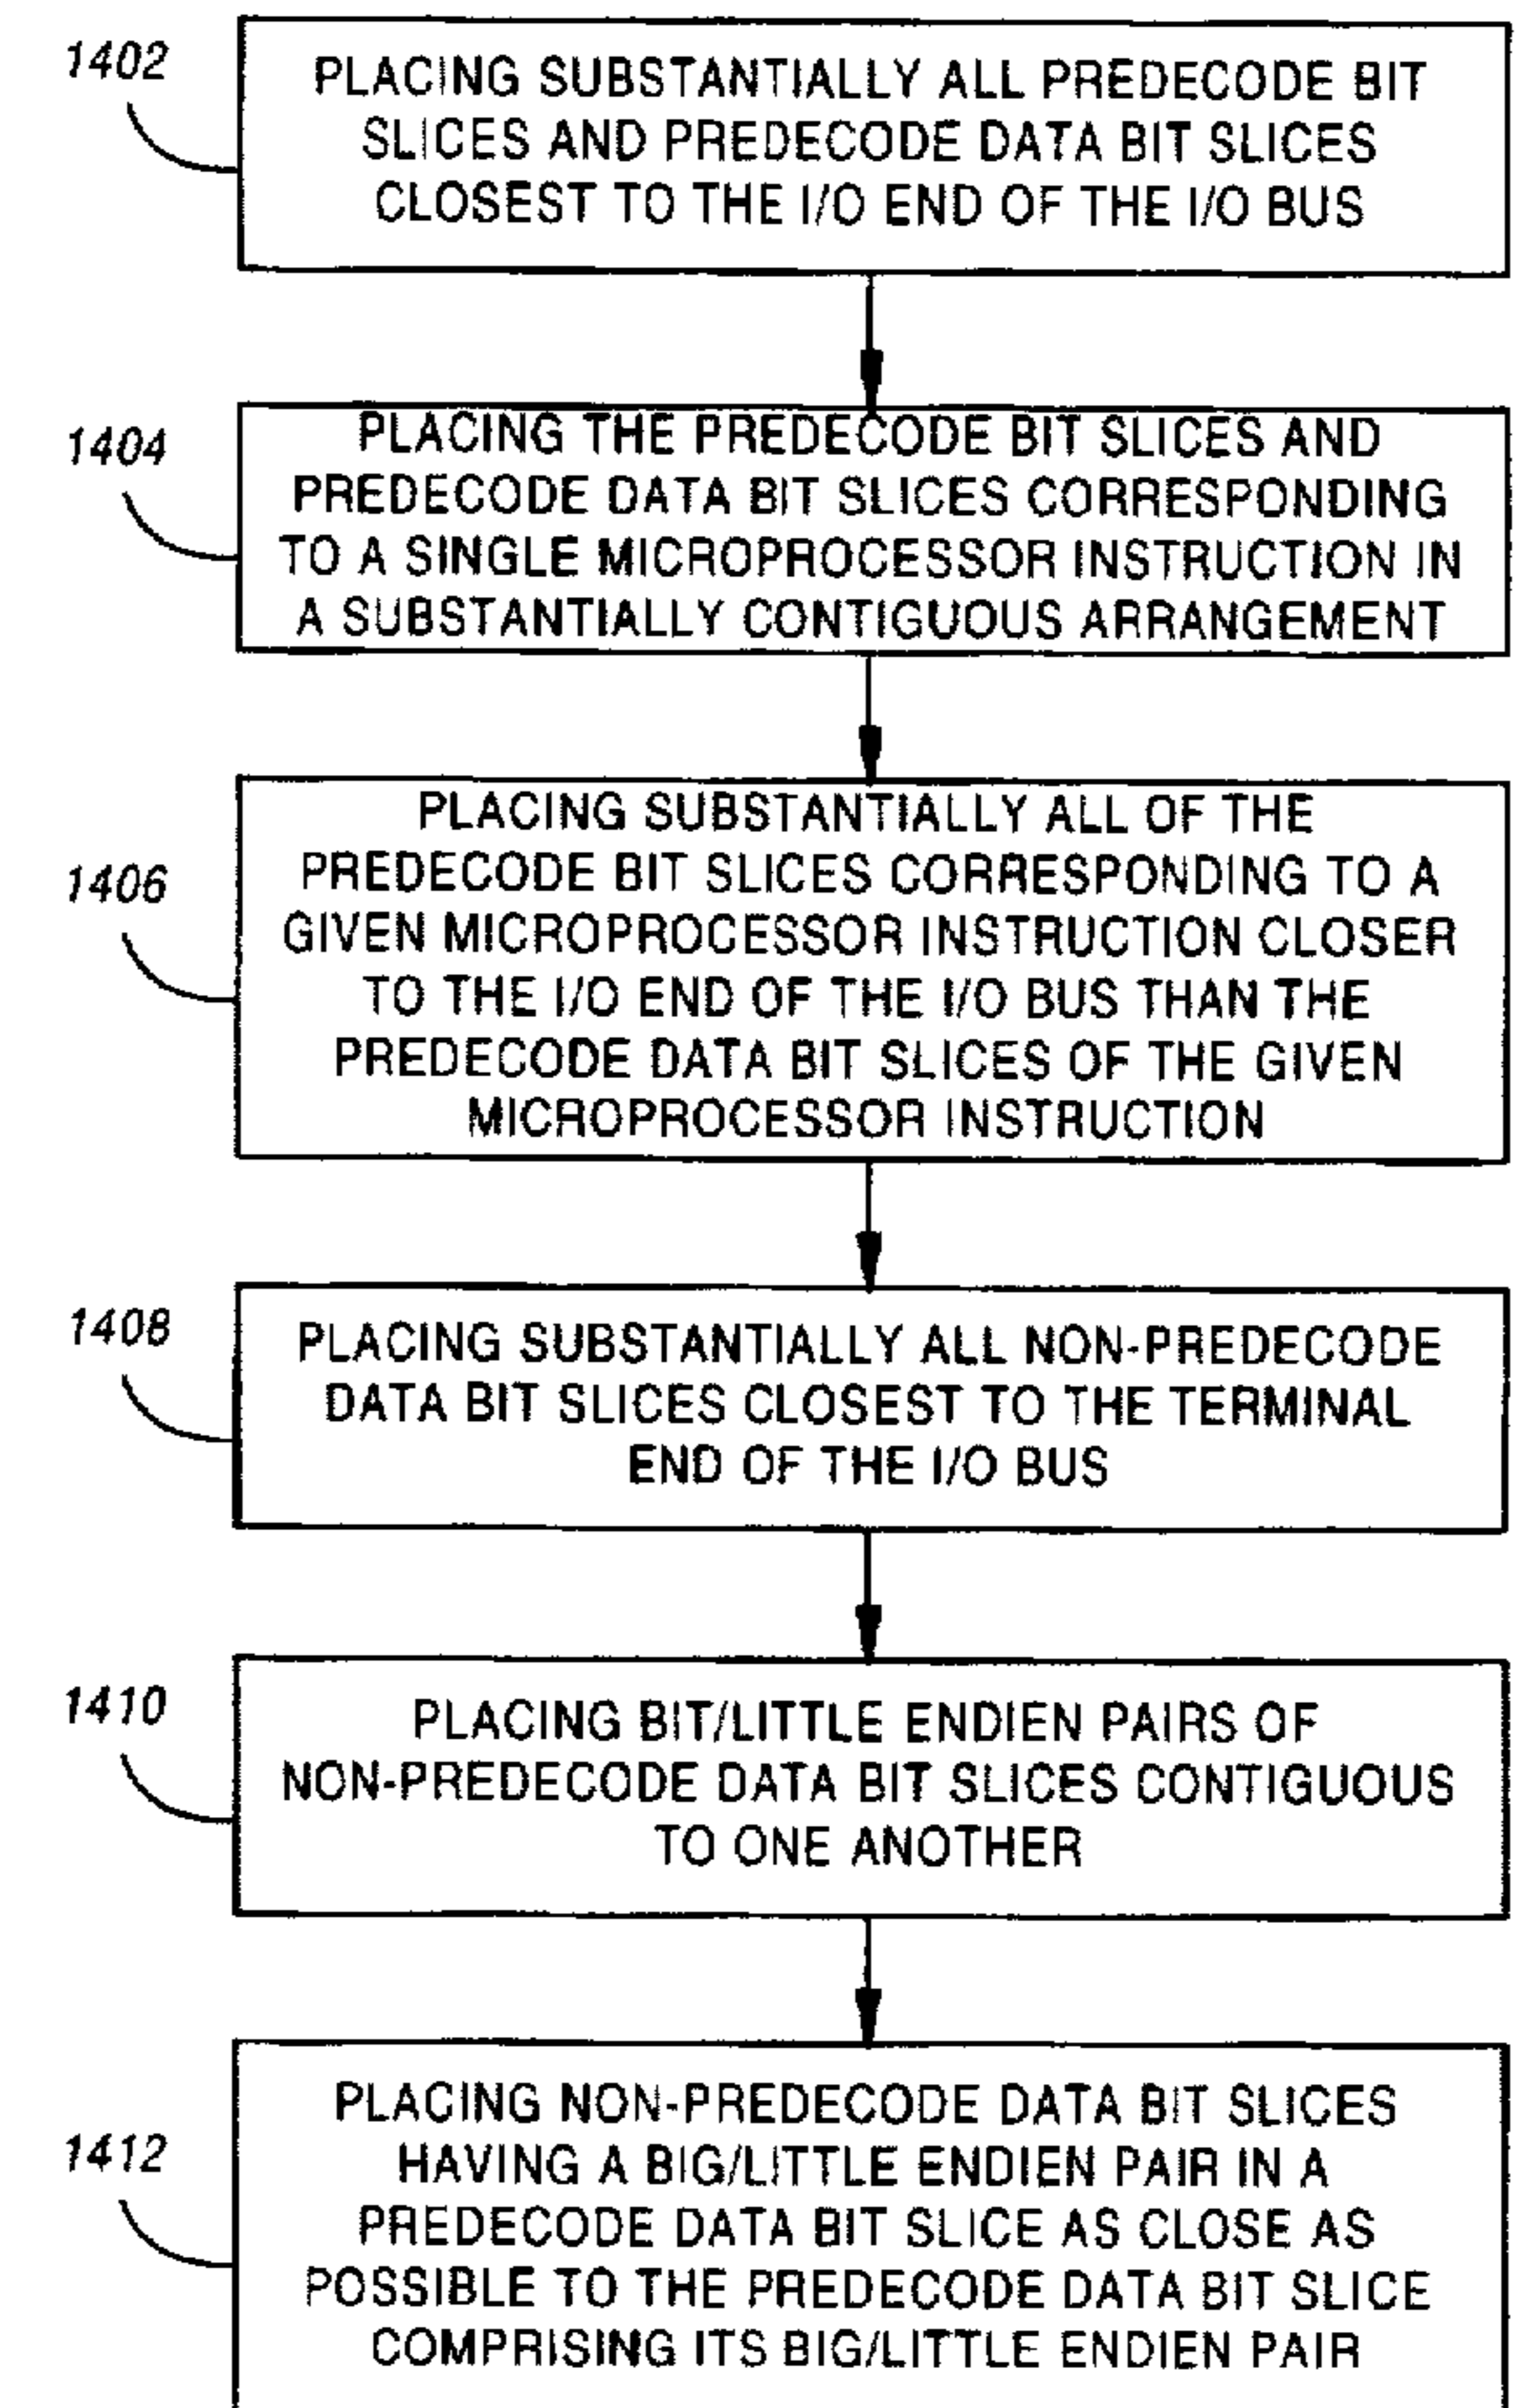 1402
PLACING SUBSTANTIALLY ALL PREDECODE BIT
SLICES AND PREDECODE DATA BIT SLICES
CLOSEST TO THE I/O END OF THE I/O BUS
1404
PLACING THE PREDECODE BIT SLICES AND
PREDECODE DATA BIT SLICES CORRESPONDING
TO A SINGLE MICROPROCESSOR INSTRUCTION IN
A SUBSTANTIALLY CONTIGUOUS ARRANGEMENT
1406
PLACING SUBSTANTIALLY ALL OF THE
PREDECODE BIT SLICES CORRESPONDING TO A
GIVEN MICROPROCESSOR INSTRUCTION CLOSER
TO THE I/O END OF THE I/O BUS THAN THE
PREDECODE DATA BIT SLICES OF THE GIVEN
MICROPROCESSOR INSTRUCTION
1408
PLACING SUBSTANTIALLY ALL NON-PREDECODE
DATA BIT SLICES CLOSEST TO THE TERMINAL
END OF THE I/O BUS
1410
PLACING BIT/LITTLE ENDIEN PAIRS OF
NON-PREDECODE DATA BIT SLICES CONTIGUOUS
TO ONE ANOTHER
1412
PLACING NON-PREDECODE DATA BIT SLICES
HAVING A BIG/LITTLE ENDIEN PAIR IN A
PREDECODE DATA BIT SLICE AS CLOSE AS
POSSIBLE TO THE PREDECODE DATA BIT SLICE
COMPRISING ITS BIG/LITTLE ENDIEN PAIR